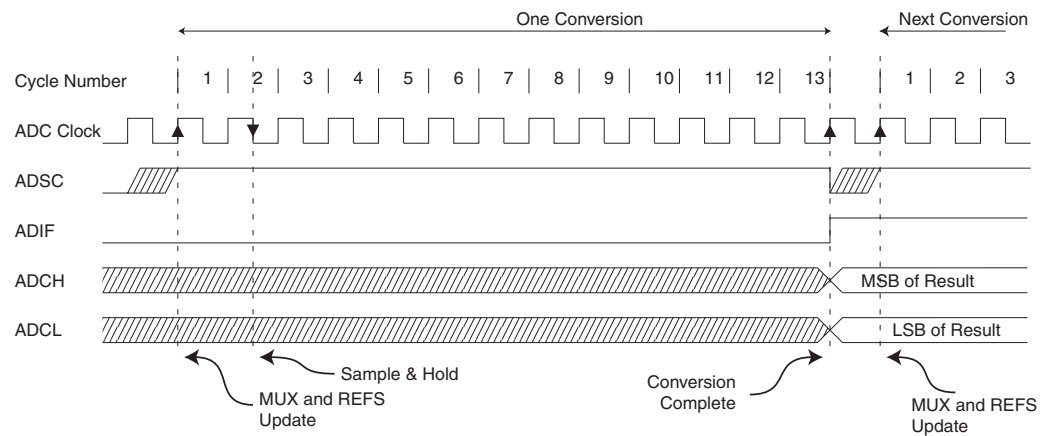 One Conversion
Next Conversion
Cycle Number 1 2 3 4 5 6 7 8 9 10 11 12 13 1 2 3
ADC Clock
ADSC
ADIF
ADCH MSB of Result
ADCL LSB of Result
Sample & Hold
MUX and REFS
Update
Conversion
Complete
MUX and REFS
Update